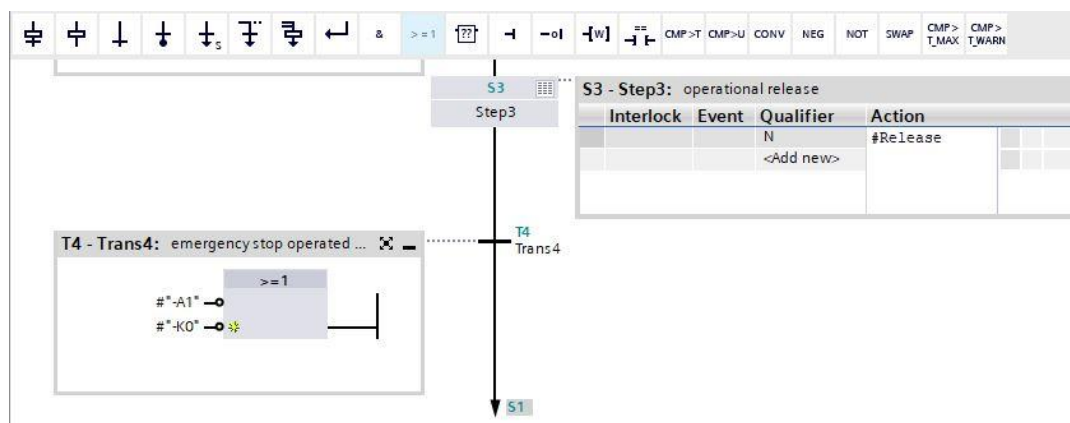 S & >=1 ?? [W] == CMP>T CMP>U CONV NEG NOT SWAP CMP> T_MAX CMP> T_WARN
S3
Step3
S3 - Step3: operational release
Interlock Event Qualifier Action
N #Release
<Add new>
T4
Trans4
T4 - Trans4: emergency stop operated ...
>=1
#"-A1"
#"-K0"
S1